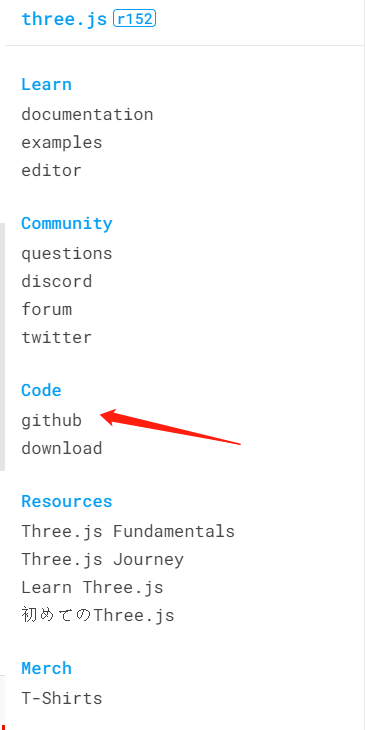 three.js r152
Learn
documentation
examples
editor
Community
questions
discord
forum
twitter
Code
github
download
Resources
Three.js Fundamentals
Three.js Journey
Learn Three.js
初めてのThree.js
Merch
T-Shirts